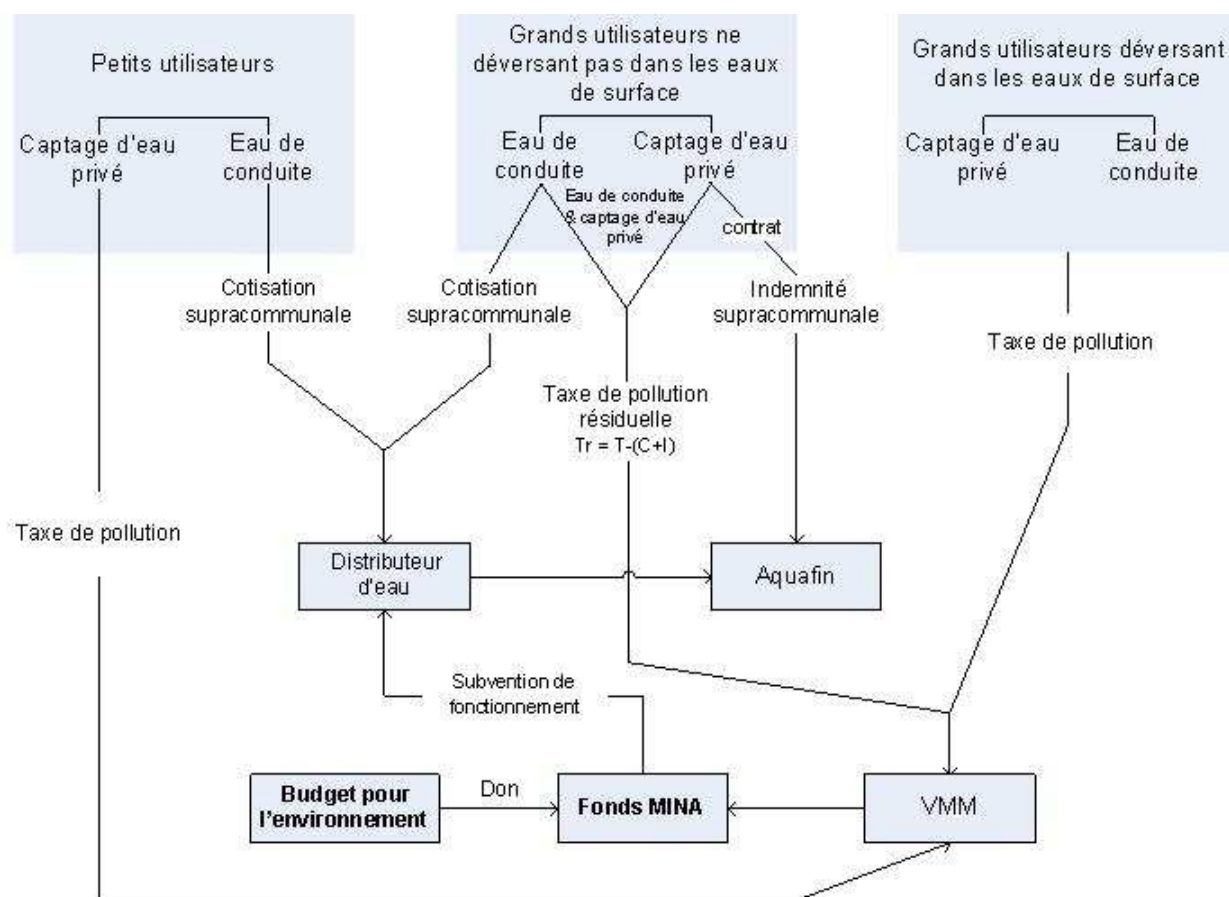 Petits utilisateurs
Captage d'eau
privé
Eau de
conduite
Grands utilisateurs ne
déversant pas dans les eaux
de surface
Eau de
conduite
Captage d'eau
privé
Eau de conduite
& captage d'eau
privé
contrat
Grands utilisateurs déversant
dans les eaux de surface
Captage d'eau
privé
Eau de
conduite
Cotisation
supracommunale
Cotisation
supracommunale
Indemnité
supracommunale
Taxe de pollution
Taxe de pollution
résiduelle
Tr = T-(C+I)
Taxe de pollution
Distributeur
d'eau
Aquafin
Subvention de
fonctionnement
Budget pour
l'environnement
Don
Fonds MINA
VMM